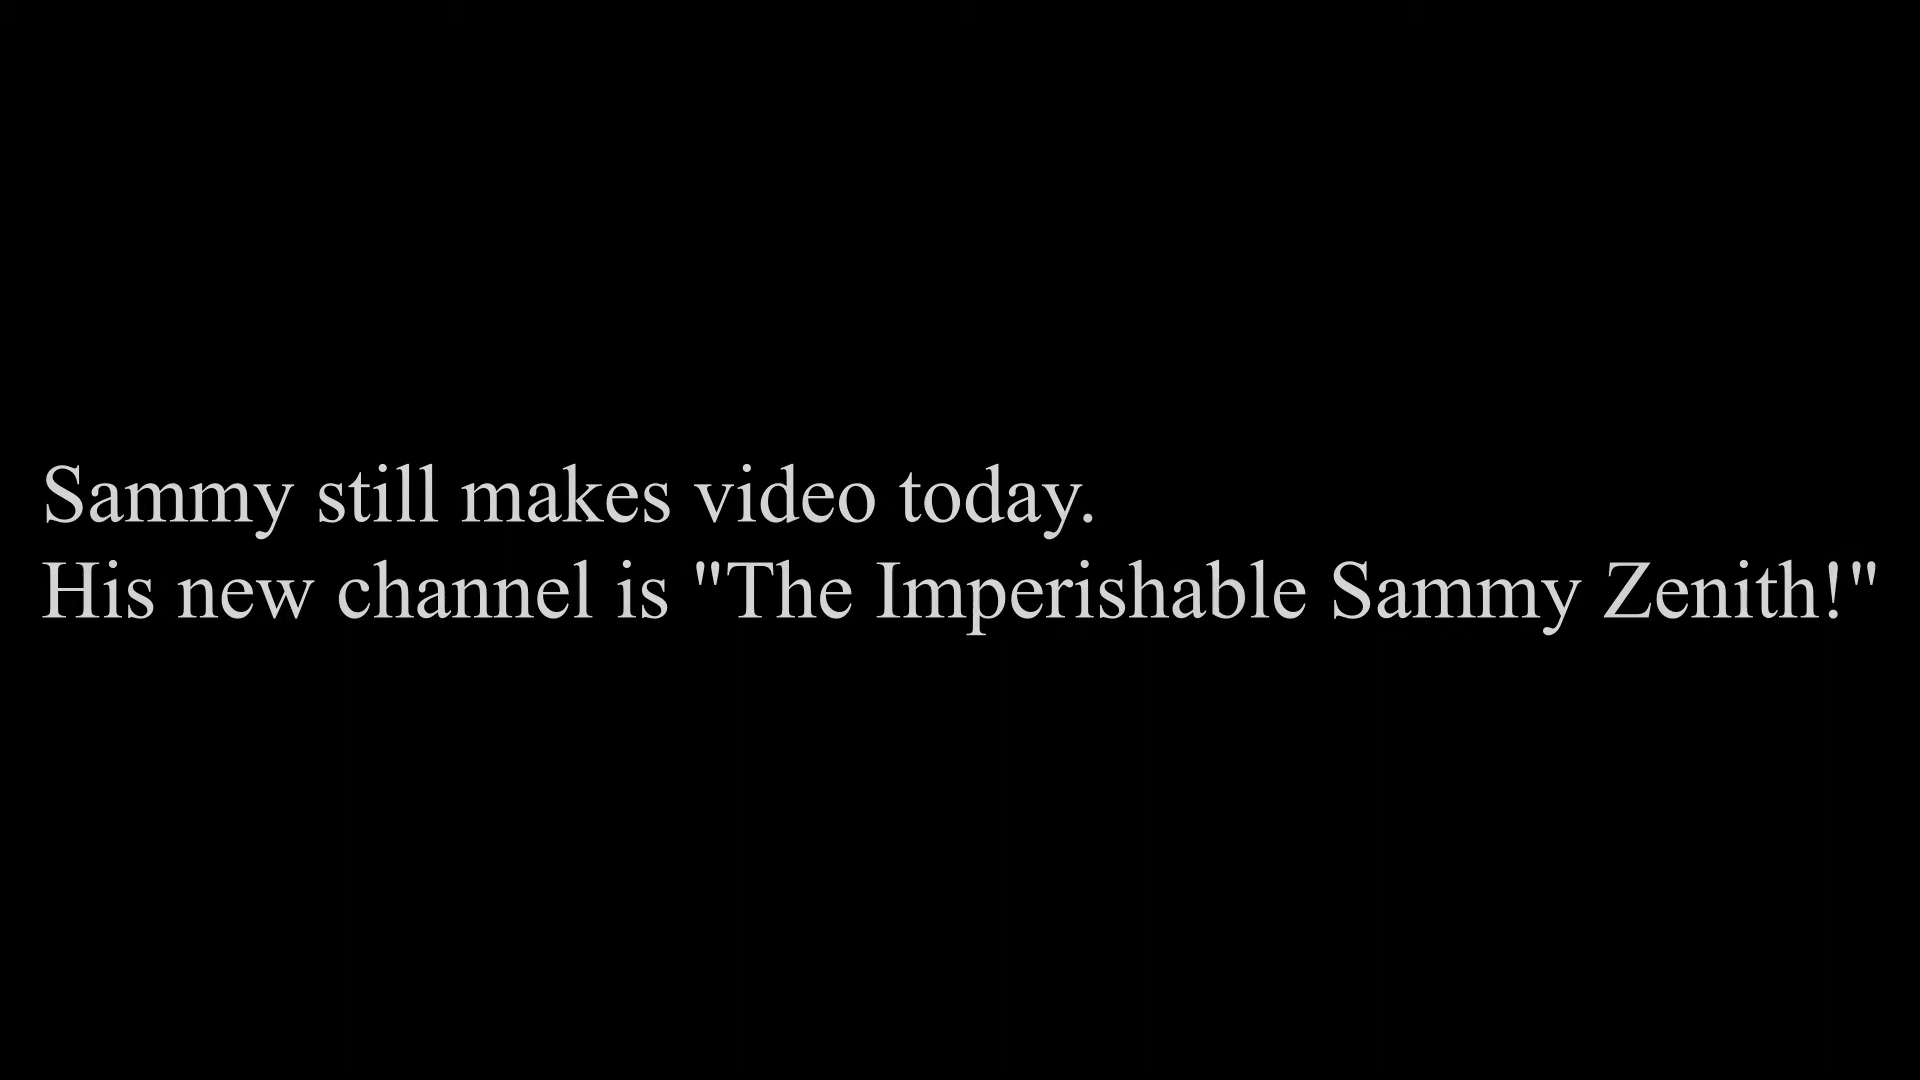 Sammy still makes video today.
His new channel is "The Imperishable Sammy Zenith!"